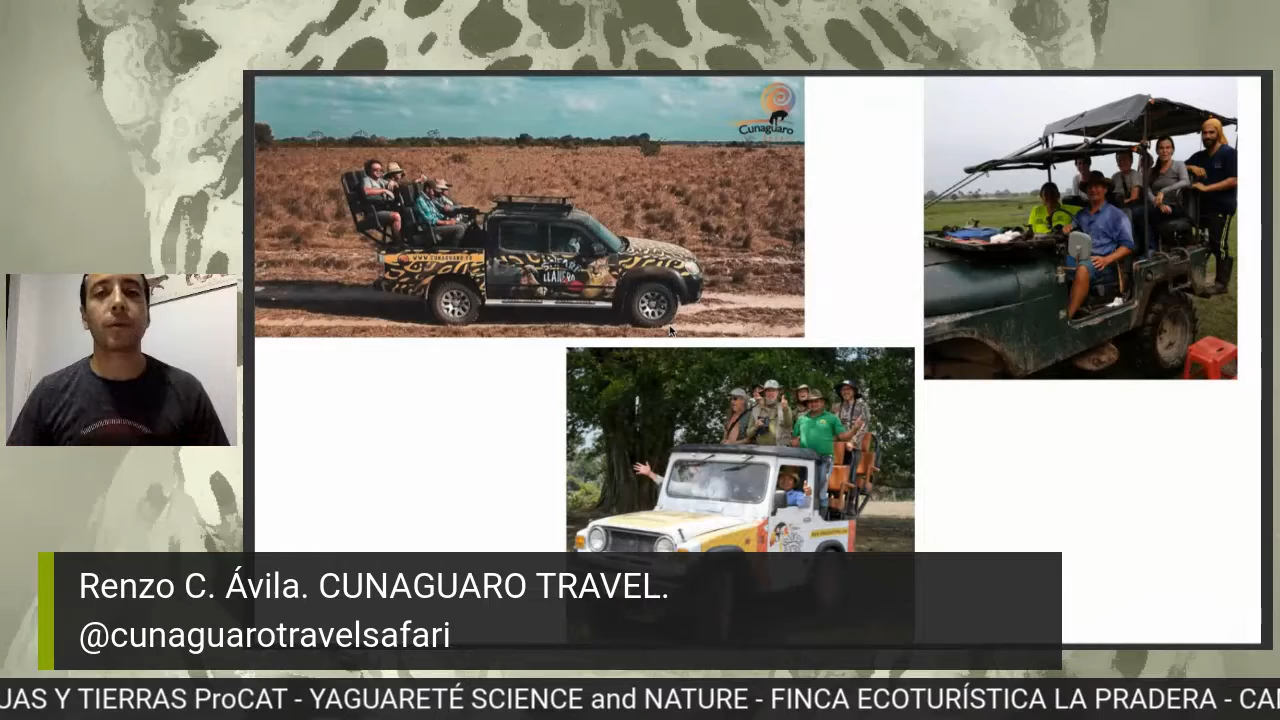 Cunaguaro
WWW.CUNAGUARO.CO
LLANERA
Renzo C. Ávila. CUNAGUARO TRAVEL.
@cunaguarotravelsafari
JAS Y TIERRAS ProCAT - YAGUARETÉ SCIENCE and NATURE - FINCA ECOTURÍSTICA LA PRADERA - CA